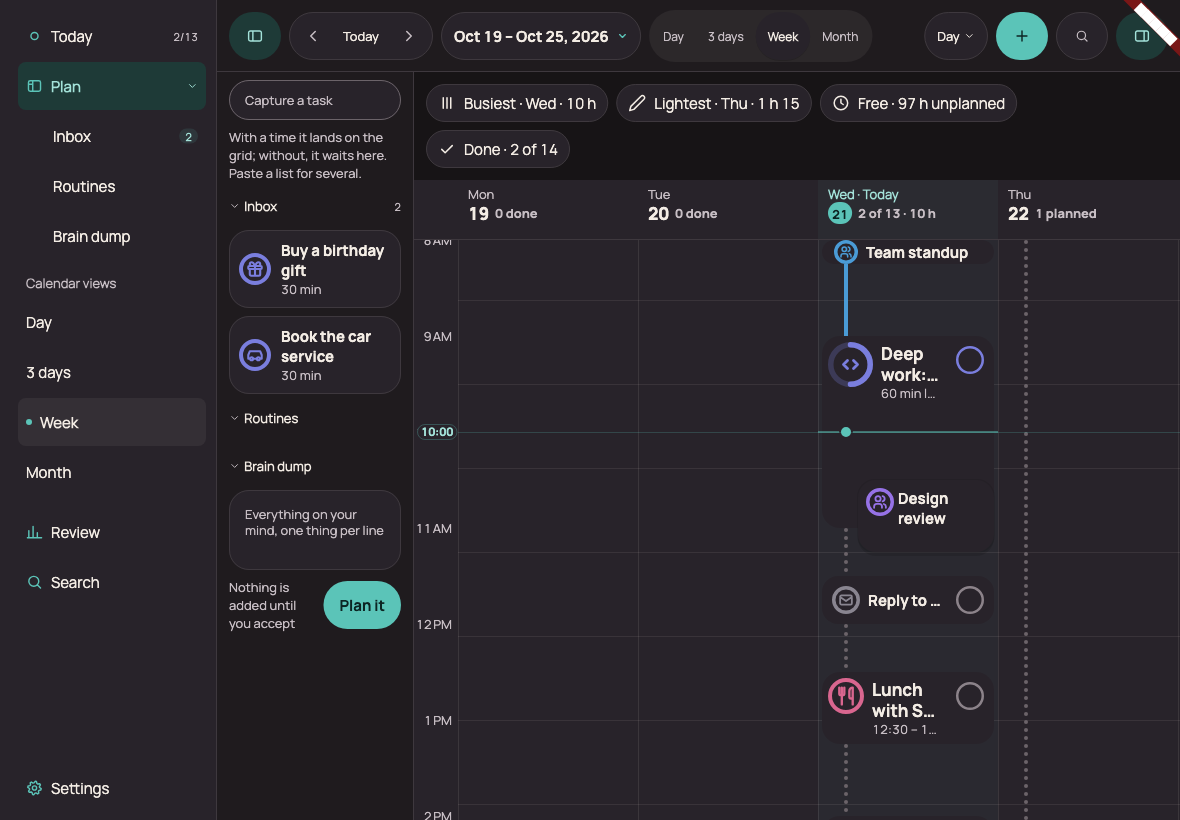 Today
2/13
Plan
Inbox
2
Routines
Brain dump
Calendar views
Day
3 days
Week
Month
Review
Search
Settings
Today
Oct 19 – Oct 25, 2026
Day
3 days
Week
Month
Day
Capture a task
With a time it lands on the
grid; without, it waits here.
Paste a list for several.
Inbox
2
Buy a birthday
gift
30 min
Book the car
service
30 min
Routines
Brain dump
Everything on your
mind, one thing per line
Nothing is
added until
you accept
Plan it
Busiest · Wed · 10 h
Lightest · Thu · 1 h 15
Free · 97 h unplanned
Done · 2 of 14
Mon
19 0 done
Tue
20 0 done
Wed · Today
21 2 of 13 · 10 h
Thu
22 1 planned
8 AM
Team standup
9 AM
Deep
work:…
60 min l…
10:00
Design
review
11 AM
Reply to …
12 PM
Lunch
with S…
12:30 – 1…
1 PM
2 PM